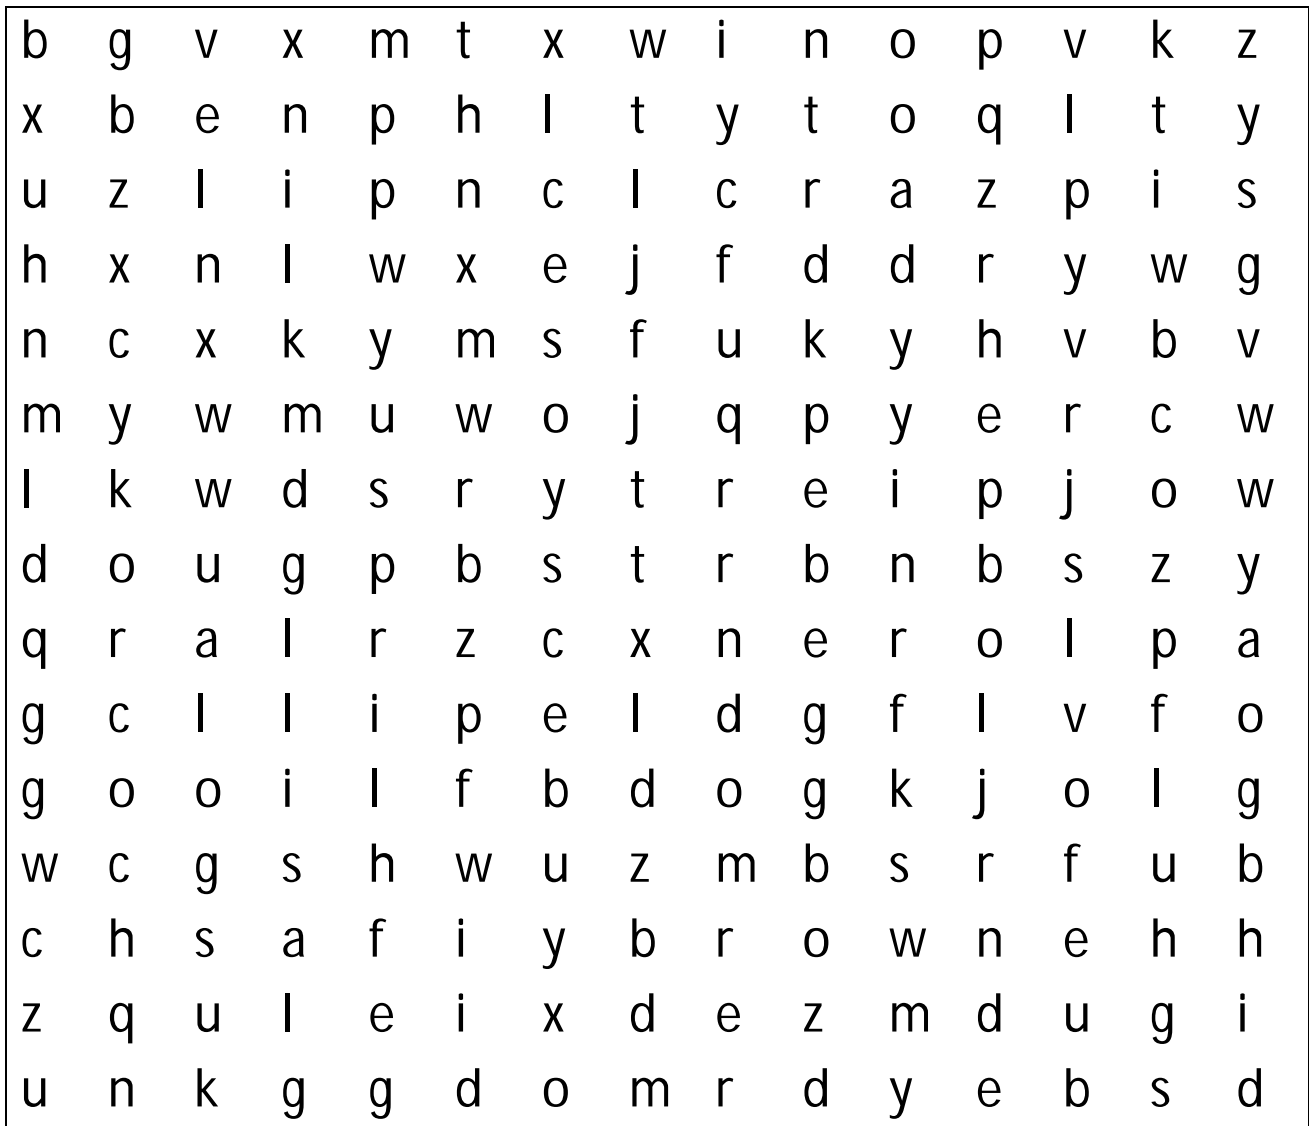 b g v x m t x w i n o p v k z
x b e n p h l t y t o q l t y
u z l i p n c l c r a z p i s
h x n l w x e j f d d r y w g
n c x k y m s f u k y h v b v
m y w m u w o j q p y e r c w
l k w d s r y t r e i p j o w
d o u g p b s t r b n b s z y
q r a l r z c x n e r o l p a
g c l l i p e l d g f l v f o
g o o i l f b d o g k j o l g
w c g s h w u z m b s r f u b
c h s a f i y b r o w n e h h
z q u l e i x d e z m d u g i
u n k g g d o m r d y e b s d